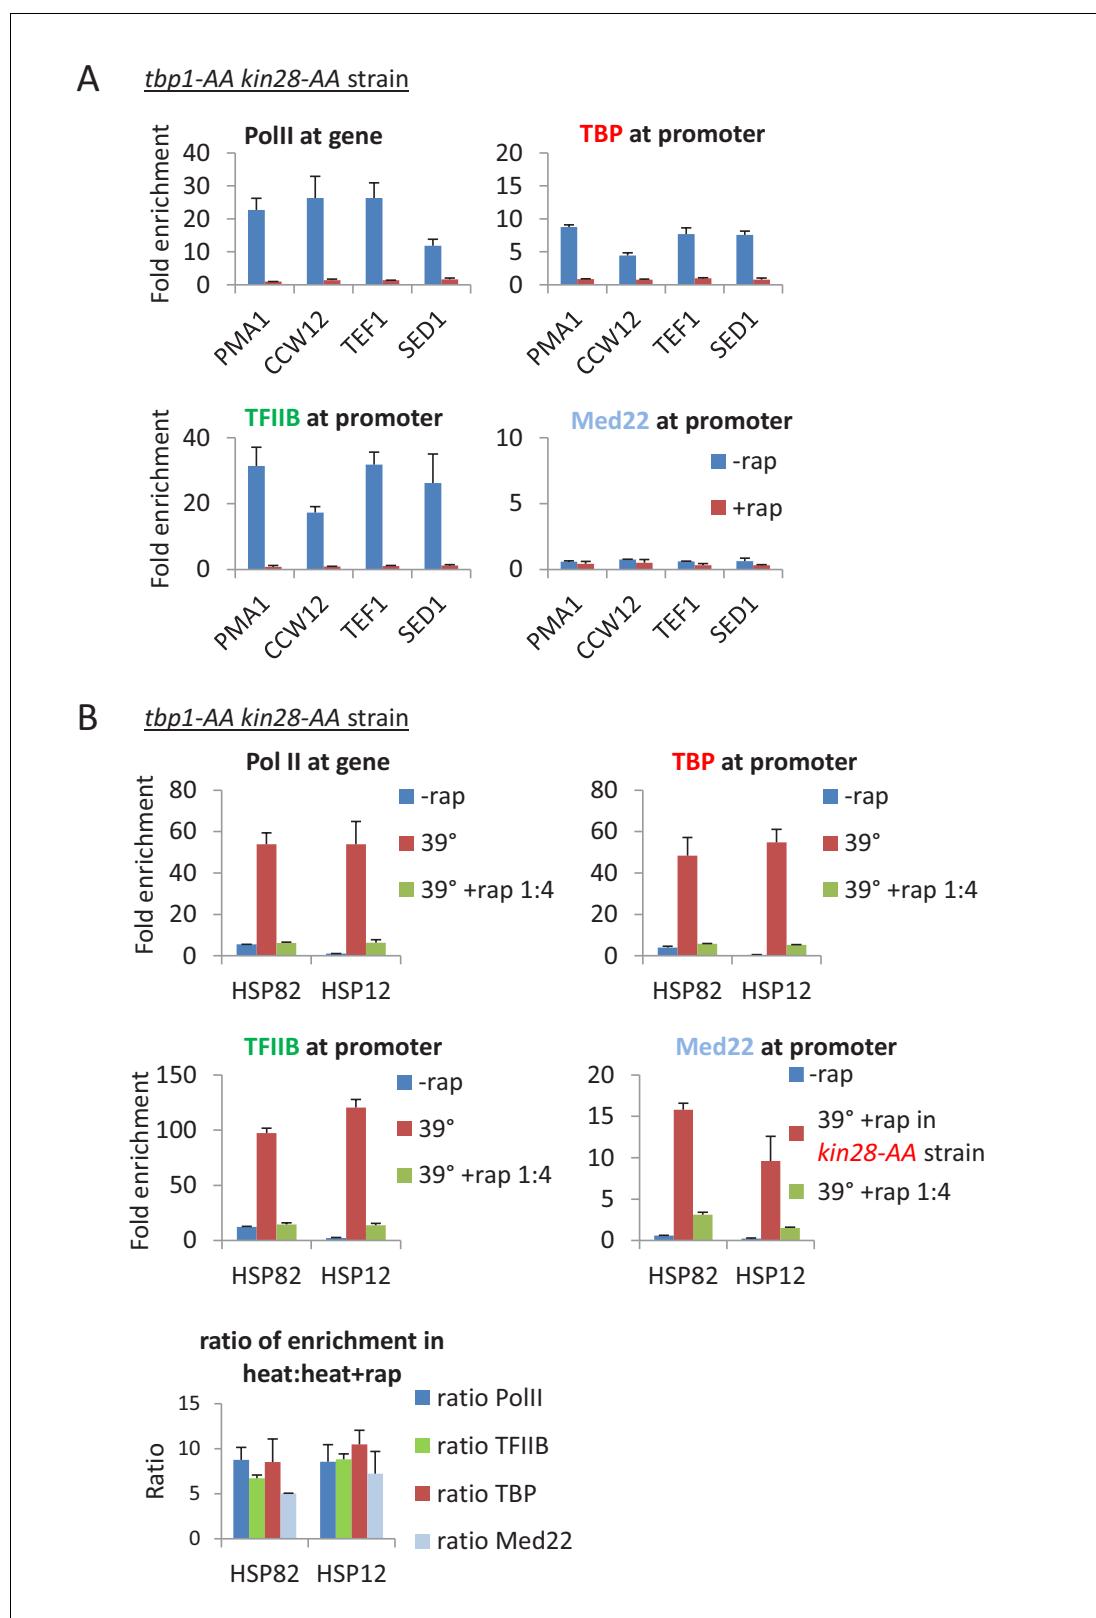 A
tbp1-AA kin28-AA strain
PolII at gene
Fold enrichment
40
30
20
10
0
PMA1
CCW12
TEF1
SED1
TBP at promoter
20
15
10
5
0
PMA1
CCW12
TEF1
SED1
TFIIB at promoter
Fold enrichment
40
20
0
PMA1
CCW12
TEF1
SED1
Med22 at promoter
10
5
0
-rap
+rap
PMA1
CCW12
TEF1
SED1
B
tbp1-AA kin28-AA strain
Pol II at gene
Fold enrichment
80
60
40
20
0
-rap
39°
39° +rap 1:4
HSP82
HSP12
TBP at promoter
80
60
40
20
0
-rap
39°
39° +rap 1:4
HSP82
HSP12
TFIIB at promoter
Fold enrichment
150
100
50
0
-rap
39°
39° +rap 1:4
HSP82
HSP12
Med22 at promoter
20
15
10
5
0
-rap
39° +rap in
kin28-AA strain
39° +rap 1:4
HSP82
HSP12
ratio of enrichment in
heat:heat+rap
Ratio
15
10
5
0
ratio PolII
ratio TFIIB
ratio TBP
ratio Med22
HSP82
HSP12